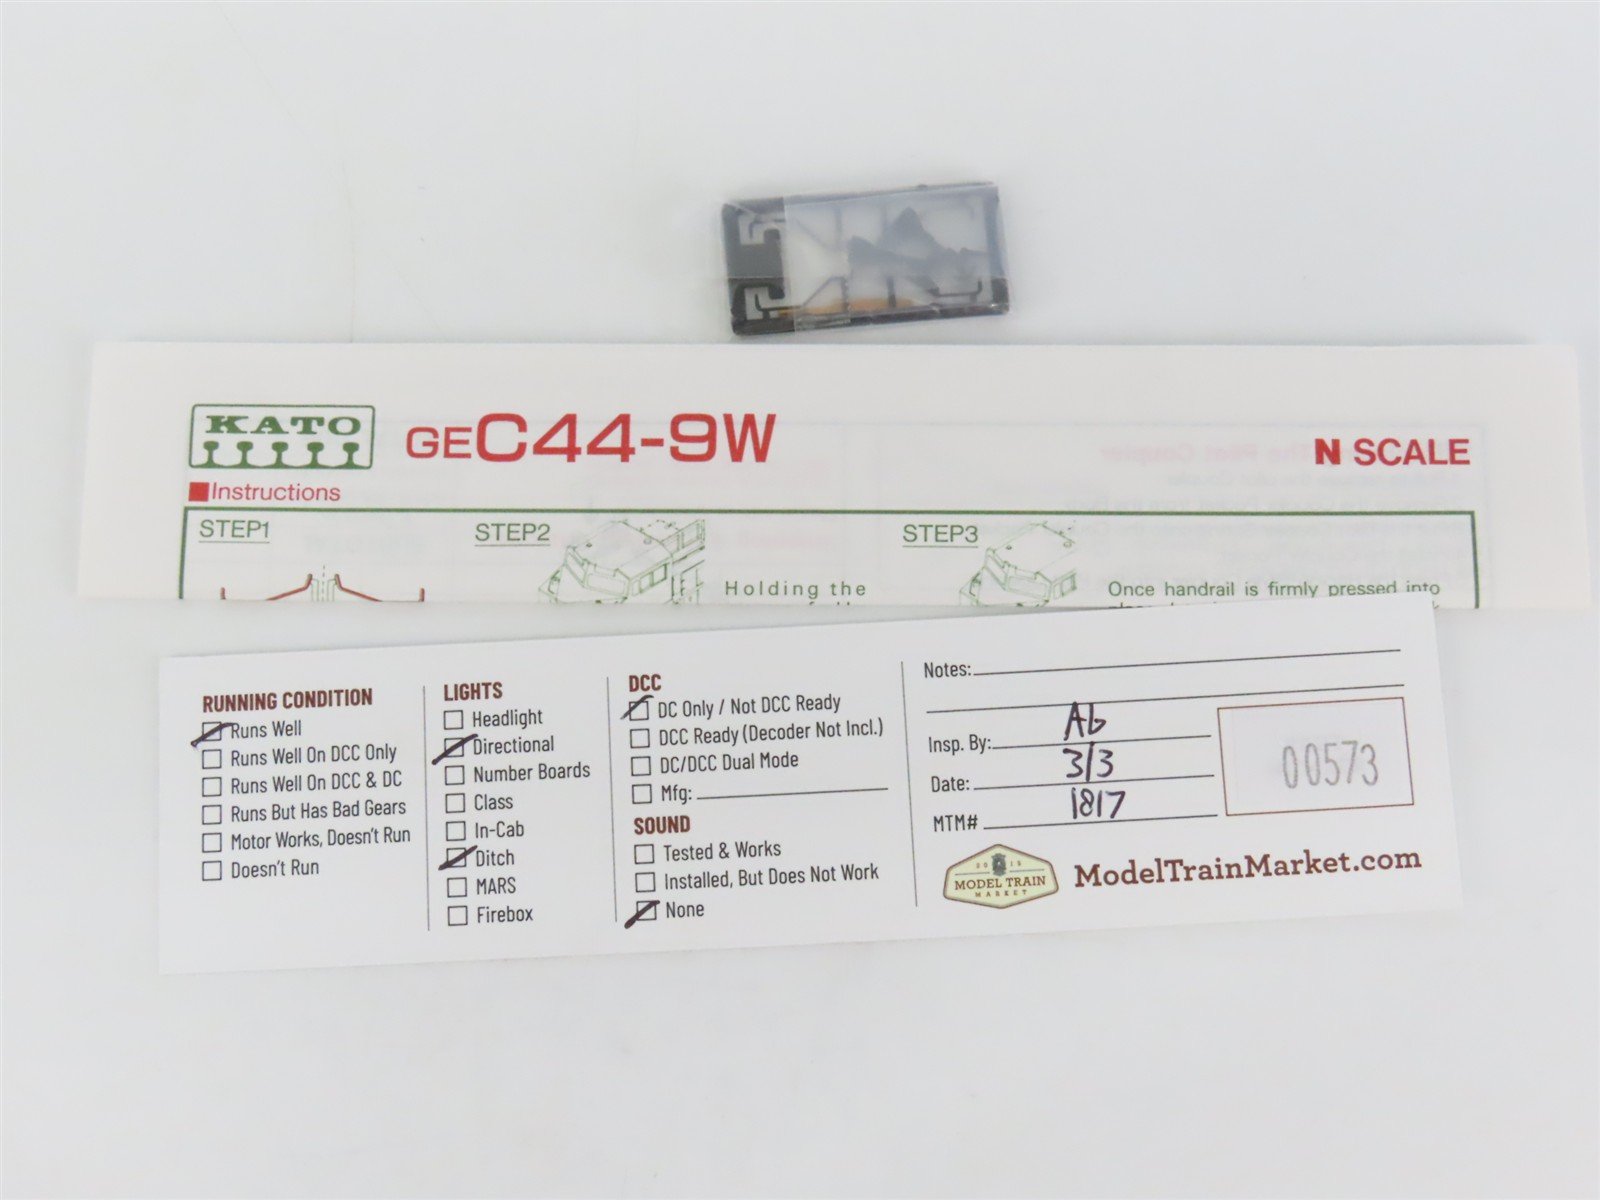 KATO
GEC44-9W
N SCALE
Instructions
STEP1
STEP2
Holding the
STEP3
Once handrail is firmly pressed into
RUNNING CONDITION
Runs Well
Runs Well On DCC Only
Runs Well On DCC & DC
Runs But Has Bad Gears
Motor Works, Doesn't Run
Doesn't Run
LIGHTS
Headlight
Directional
Number Boards
Class
In-Cab
Ditch
MARS
Firebox
DCC
DC Only / Not DCC Ready
DCC Ready (Decoder Not Incl.)
DC/DCC Dual Mode
Mfg:
SOUND
Tested & Works
Installed, But Does Not Work
None
Notes:
Insp. By: AG
Date: 3/3
MTM# 1817
00573
2015
MODEL TRAIN
MARKET
ModelTrainMarket.com